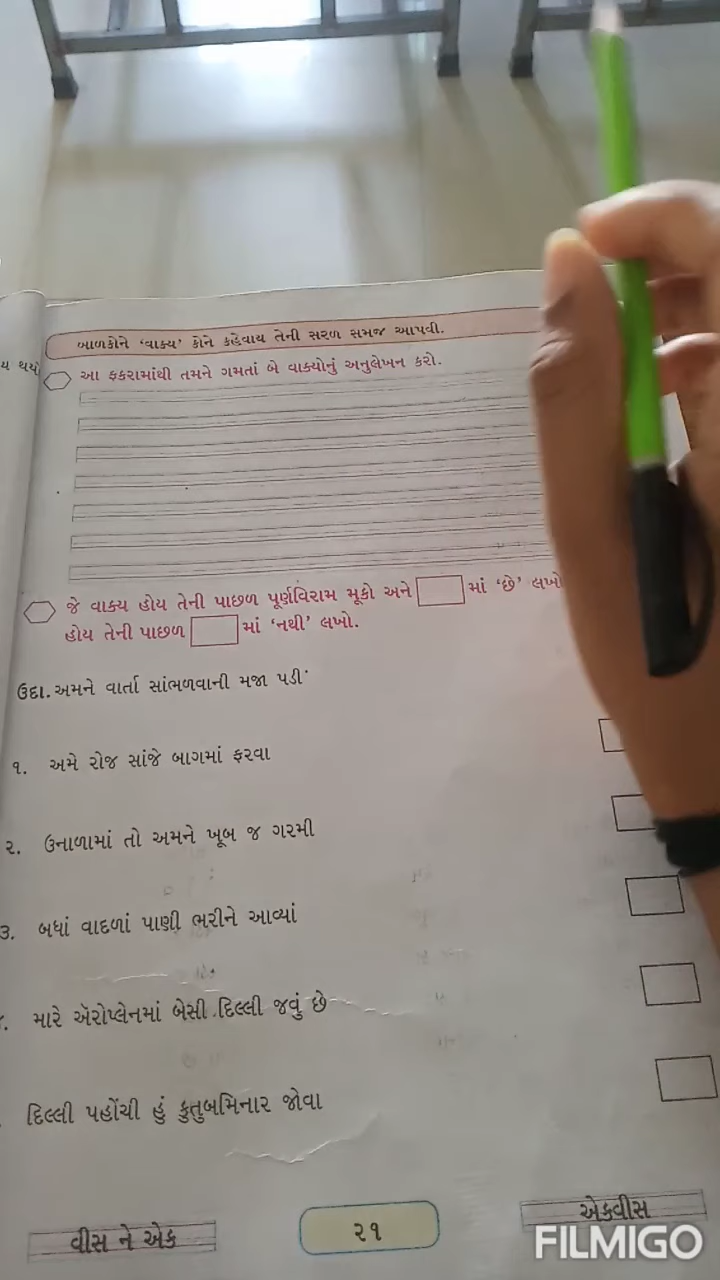 બાળકોને ‘વાક્ય’ કોને કહેવાય તેની સરળ સમજ આપવી.
ય થયો
આ ફકરામાંથી તમને ગમતાં બે વાક્યોનું અનુલેખન કરો.
જે વાક્ય હોય તેની પાછળ પૂર્ણવિરામ મૂકો અને માં ‘છે’ લખો
હોય તેની પાછળ માં ‘નથી’ લખો.
ઉદા. અમને વાર્તા સાંભળવાની મજા પડી
૧. અમે રોજ સાંજે બાગમાં ફરવા
૨. ઉનાળામાં તો અમને ખૂબ જ ગરમી
૩. બધાં વાદળાં પાણી ભરીને આવ્યાં
મારે ઍરોપ્લેનમાં બેસી દિલ્લી જવું છે
દિલ્લી પહોંચી હું કુતુબમિનાર જોવા
વીસ ને એક ૨૧ એકવીસ
FILMIGO